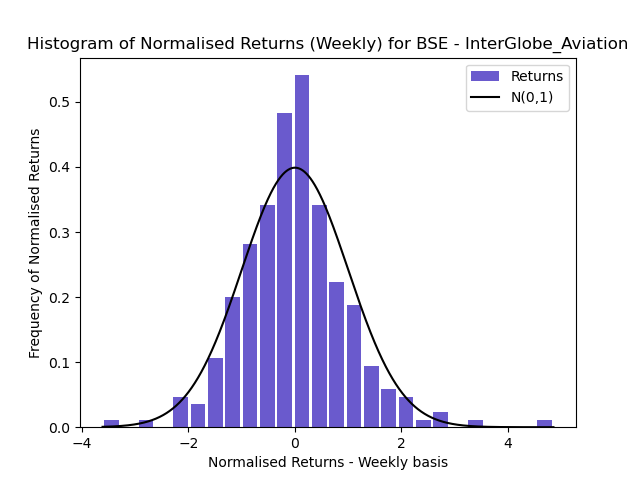 Histogram of Normalised Returns (Weekly) for BSE - InterGlobe_Aviation
Returns
N(0,1)
Frequency of Normalised Returns
0.5
0.4
0.3
0.2
0.1
0.0
−4 −2 0 2 4
Normalised Returns - Weekly basis